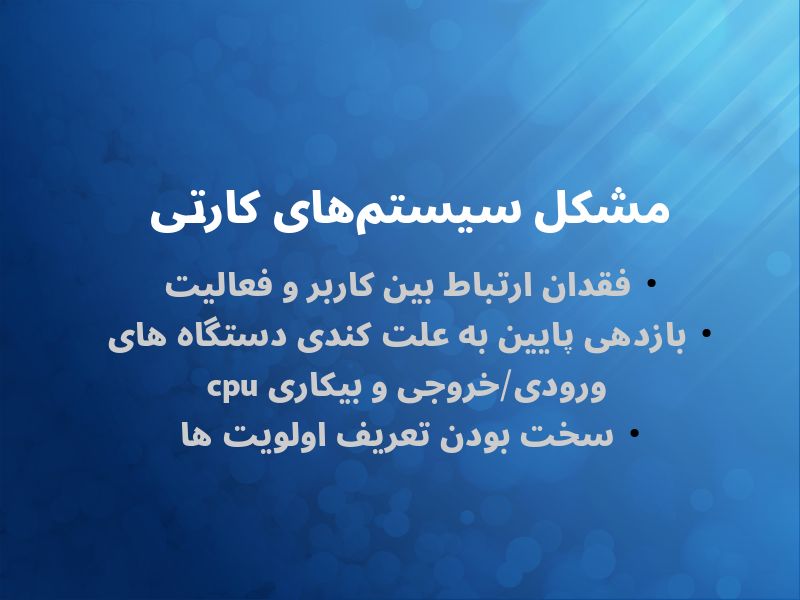 مشکل سیستم‌های کارتی
• فقدان ارتباط بین کاربر و فعالیت
• بازدهی پایین به علت کندی دستگاه های
ورودی/خروجی و بیکاری cpu
• سخت بودن تعریف اولویت ها